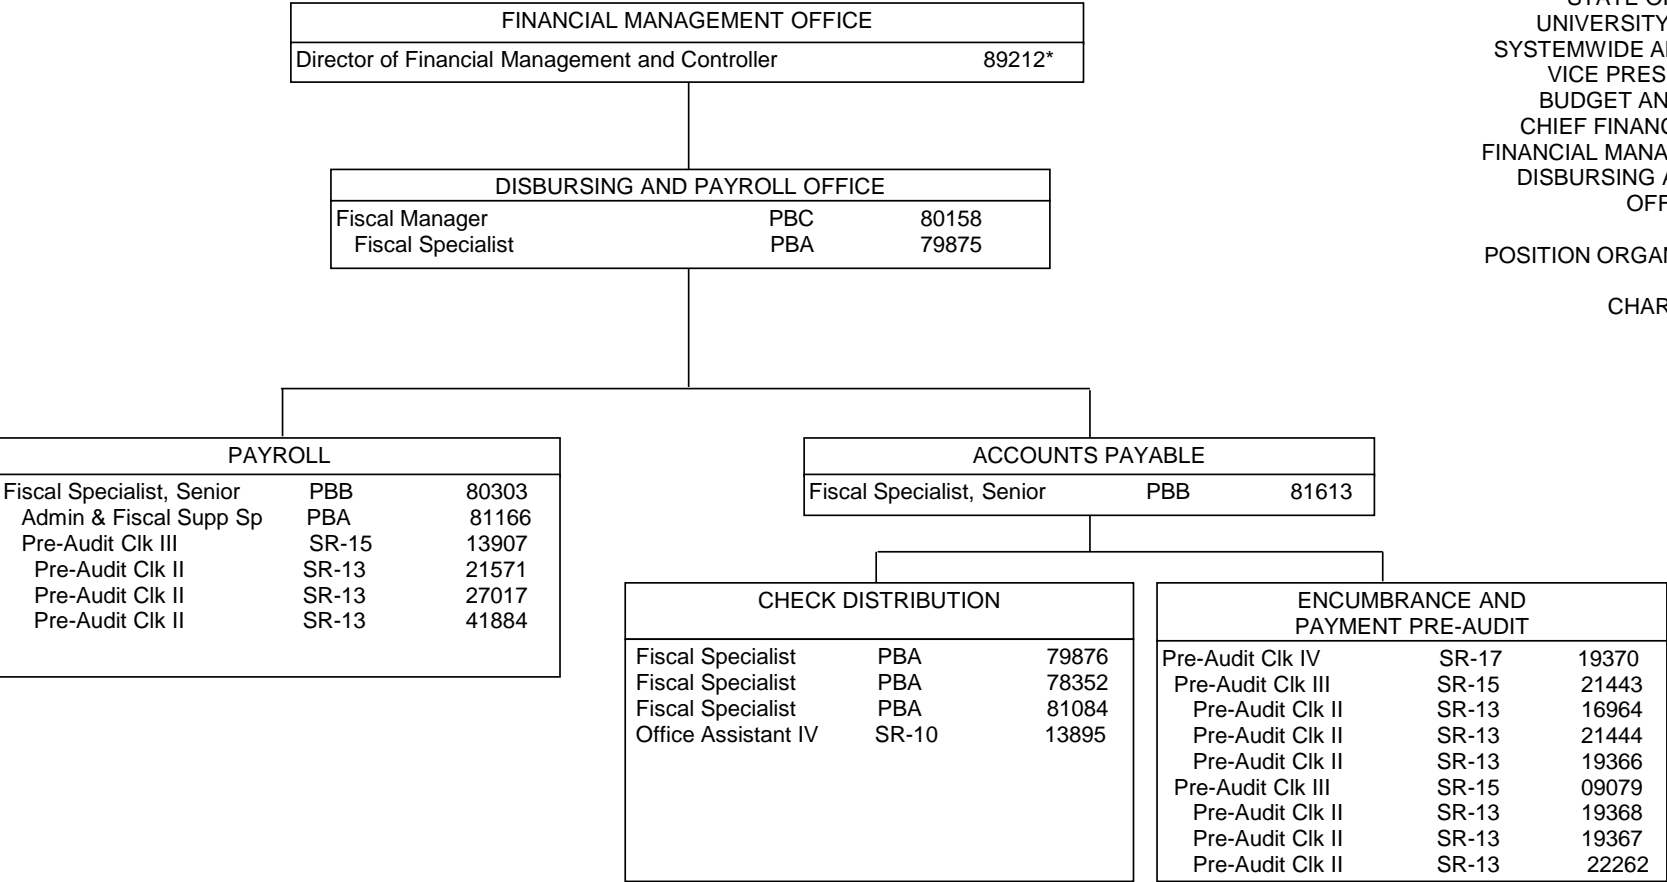 FINANCIAL MANAGEMENT OFFICE
Director of Financial Management and Controller 89212*
UNIVERSITY
SYSTEMWIDE
VICE
BUDGET
CHIEF
FINANCIAL
DISBURSING
POSITION
DISBURSING AND PAYROLL OFFICE
Fiscal Manager PBC 80158
Fiscal Specialist PBA 79875
PAYROLL
Fiscal Specialist, Senior PBB 80303
Admin & Fiscal Supp Sp PBA 81166
Pre-Audit Clk III SR-15 13907
Pre-Audit Clk II SR-13 21571
Pre-Audit Clk II SR-13 27017
Pre-Audit Clk II SR-13 41884
ACCOUNTS PAYABLE
Fiscal Specialist, Senior PBB 81613
CHECK DISTRIBUTION
Fiscal Specialist PBA 79876
Fiscal Specialist PBA 78352
Fiscal Specialist PBA 81084
Office Assistant IV SR-10 13895
ENCUMBRANCE AND
PAYMENT PRE-AUDIT
Pre-Audit Clk IV SR-17 19370
Pre-Audit Clk III SR-15 21443
Pre-Audit Clk II SR-13 16964
Pre-Audit Clk II SR-13 21444
Pre-Audit Clk II SR-13 19366
Pre-Audit Clk III SR-15 09079
Pre-Audit Clk II SR-13 19368
Pre-Audit Clk II SR-13 19367
Pre-Audit Clk II SR-13 22262